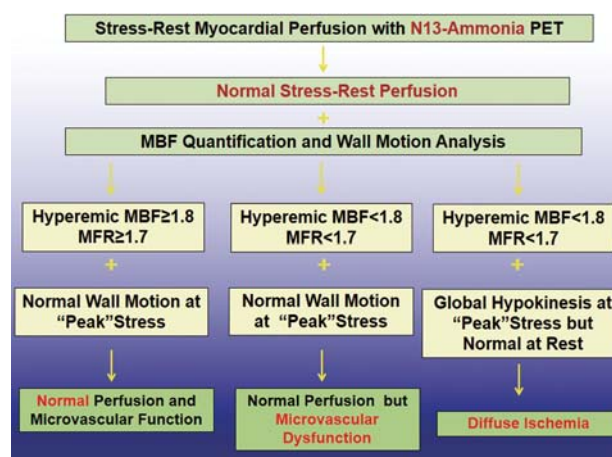 Stress-Rest Myocardial Perfusion with N13-Ammonia PET
Normal Stress-Rest Perfusion
+
MBF Quantification and Wall Motion Analysis
Hyperemic MBF≥1.8
MFR≥1.7
+
Normal Wall Motion at
“Peak”Stress
Normal Perfusion and
Microvascular Function
Hyperemic MBF<1.8
MFR<1.7
+
Normal Wall Motion
at “Peak”Stress
Normal Perfusion but
Microvascular
Dysfunction
Hyperemic MBF<1.8
MFR<1.7
+
Global Hypokinesis at
“Peak”Stress but
Normal at Rest
Diffuse Ischemia